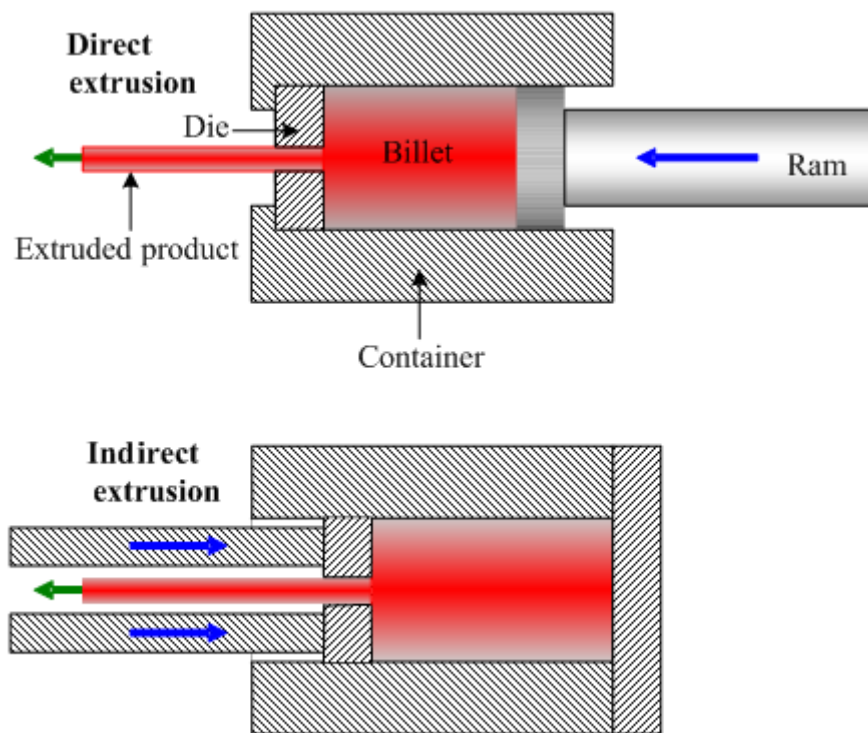 Direct
extrusion
Die
Billet
Ram
Extruded product
Container
Indirect
extrusion